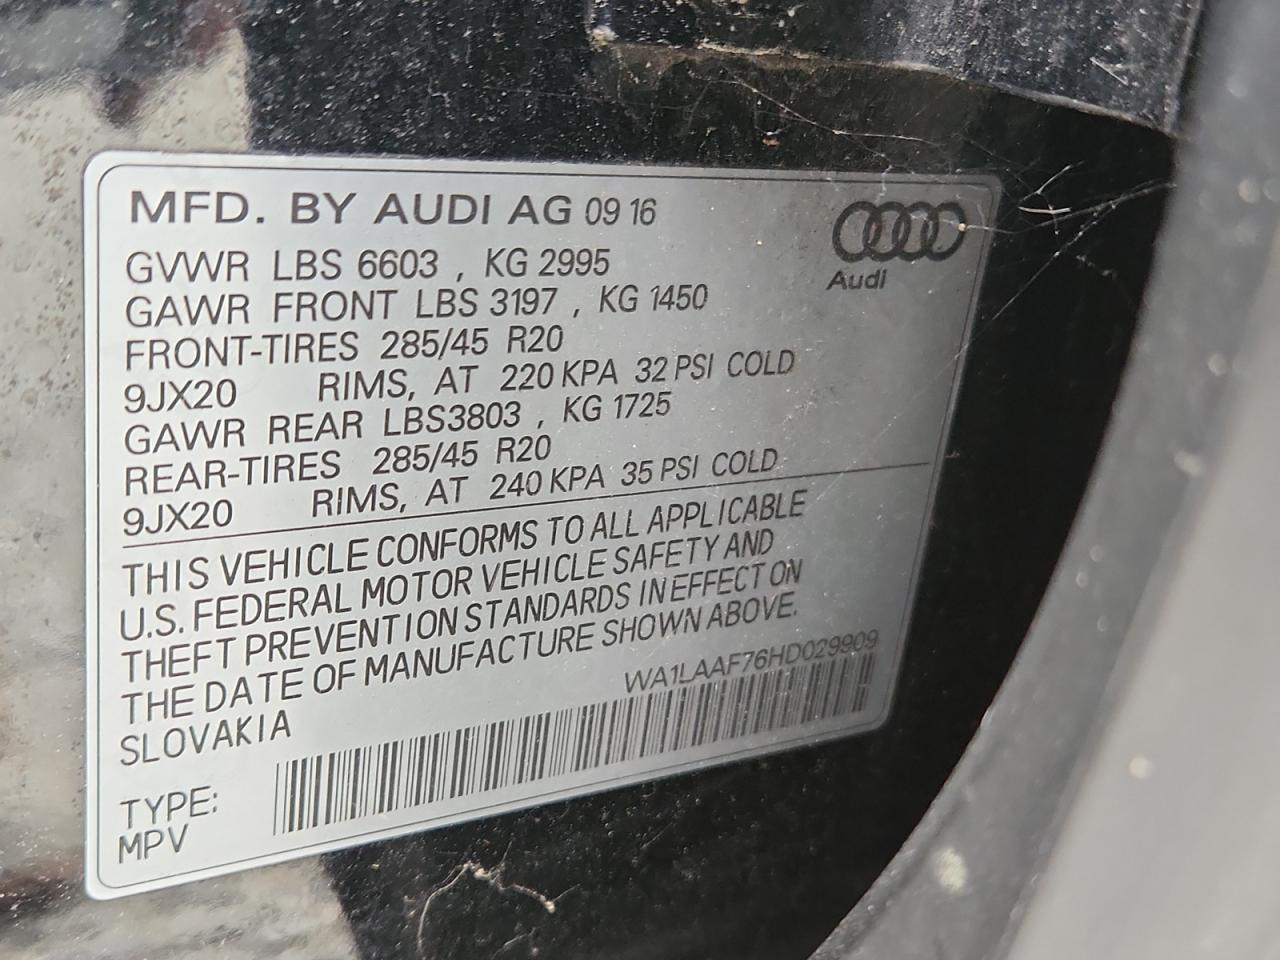 MFD. BY AUDI AG 09 16
GVWR LBS 6603 , KG 2995
GAWR FRONT LBS 3197 , KG 1450
FRONT-TIRES 285/45 R20
9JX20 RIMS, AT 220 KPA 32 PSI COLD
GAWR REAR LBS3803 , KG 1725
REAR-TIRES 285/45 R20
9JX20 RIMS, AT 240 KPA 35 PSI COLD
Audi
THIS VEHICLE CONFORMS TO ALL APPLICABLE
U.S. FEDERAL MOTOR VEHICLE SAFETY AND
THEFT PREVENTION STANDARDS IN EFFECT ON
THE DATE OF MANUFACTURE SHOWN ABOVE.
SLOVAKIA
WA1LAAF76HD029909
TYPE:
MPV